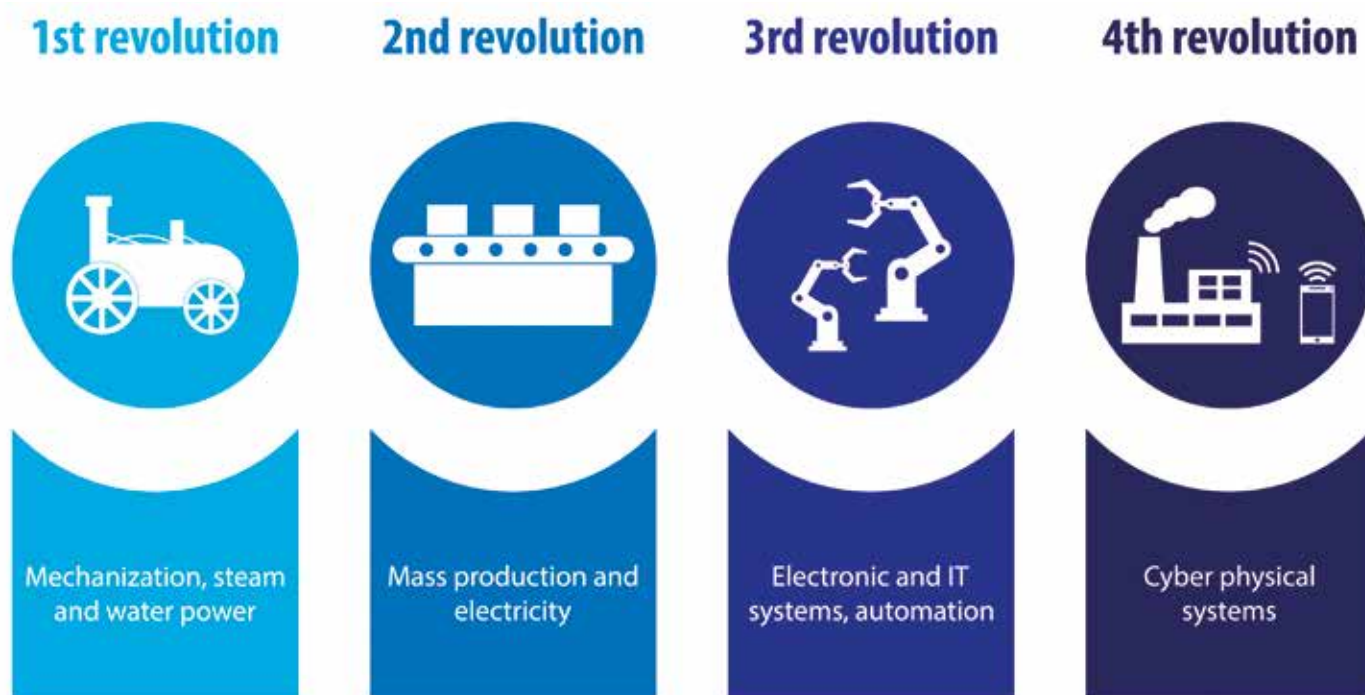 1st revolution
2nd revolution
3rd revolution
4th revolution
Mechanization, steam
and water power
Mass production and
electricity
Electronic and IT
systems, automation
Cyber physical
systems